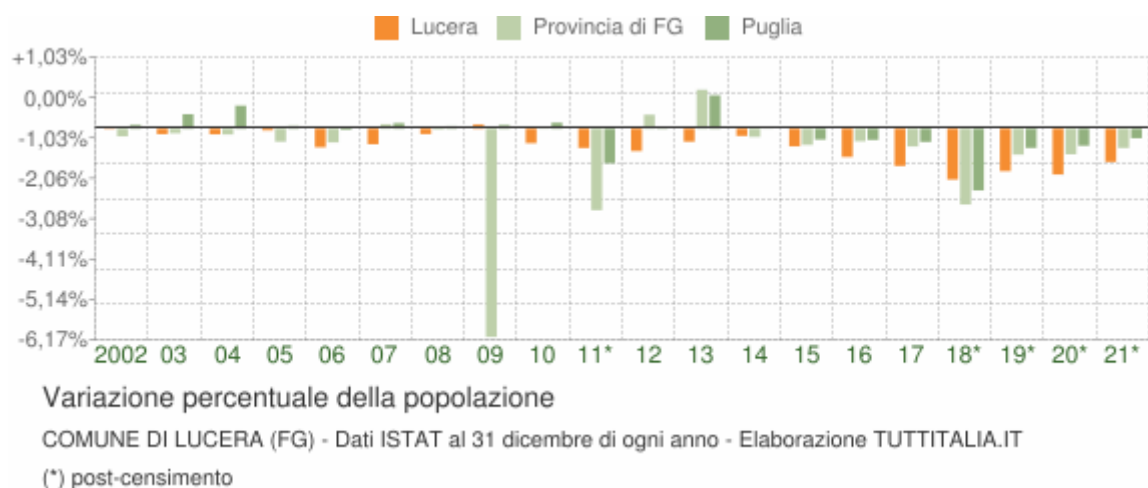 Lucera Provincia di FG Puglia
+1,03%
0,00%
-1,03%
-2,06%
-3,08%
-4,11%
-5,14%
-6,17%
2002 03 04 05 06 07 08 09 10 11* 12 13 14 15 16 17 18* 19* 20* 21*
Variazione percentuale della popolazione
COMUNE DI LUCERA (FG) - Dati ISTAT al 31 dicembre di ogni anno - Elaborazione TUTTITALIA.IT
(*) post-censimento